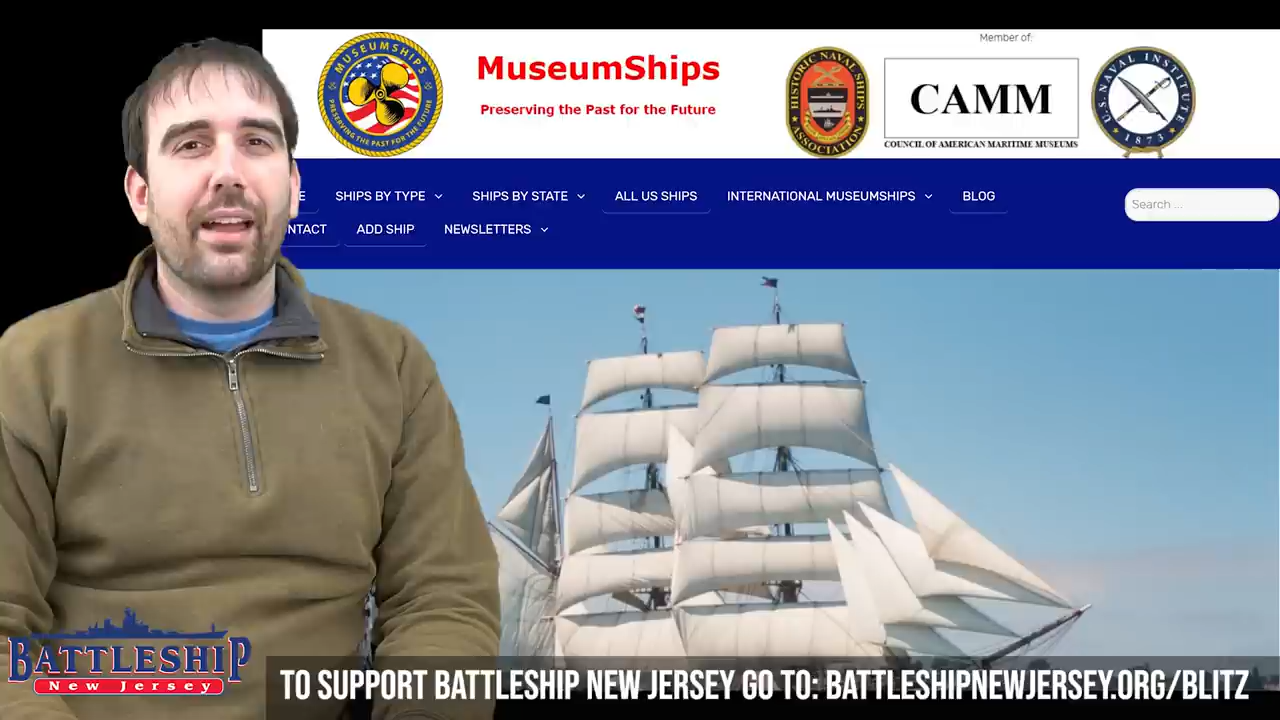 MUSEUMSHIPS
PRESERVING THE PAST FOR THE FUTURE
MuseumShips
Preserving the Past for the Future
Member of:
HISTORIC NAVAL SHIPS
ASSOCIATION
CAMM
COUNCIL OF AMERICAN MARITIME MUSEUMS
U.S. NAVAL INSTITUTE
1873
E SHIPS BY TYPE SHIPS BY STATE ALL US SHIPS INTERNATIONAL MUSEUMSHIPS BLOG
Search ...
NTACT ADD SHIP NEWSLETTERS
BATTLESHIP
New Jersey
TO SUPPORT BATTLESHIP NEW JERSEY GO TO: BATTLESHIPNEWJERSEY.ORG/BLITZ